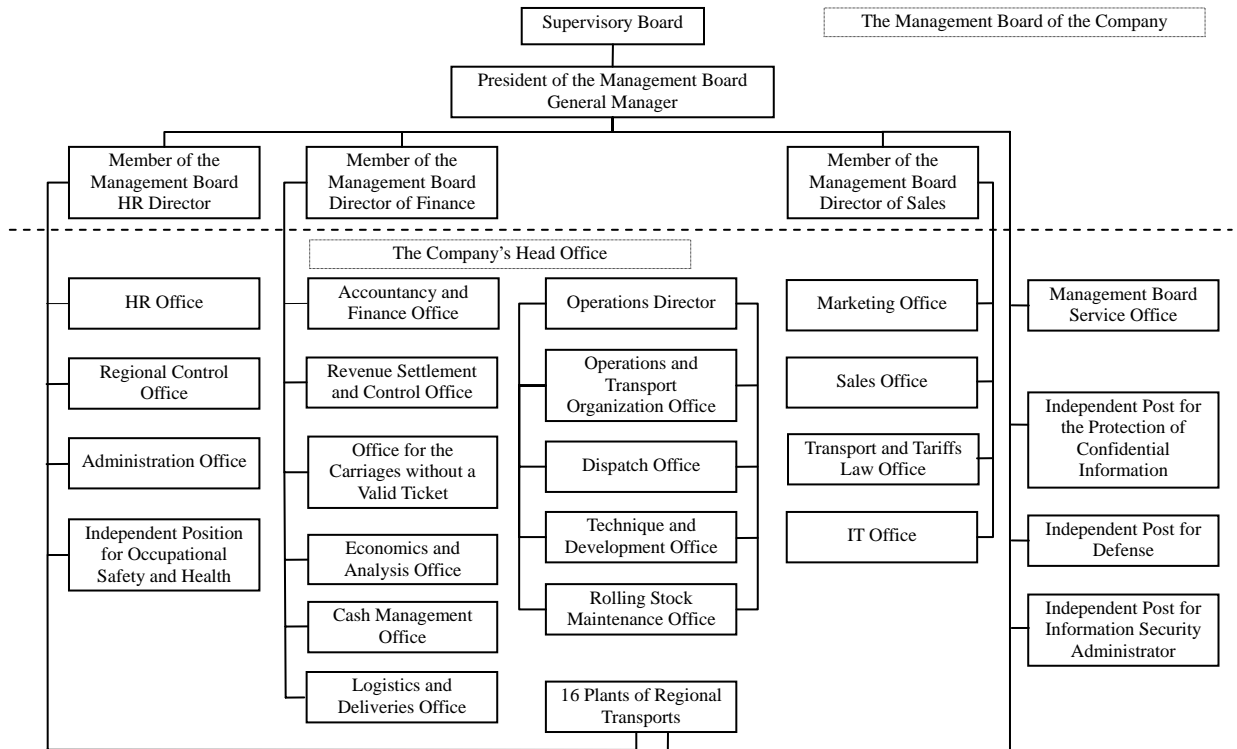 Supervisory Board
The Management Board of the Company
President of the Management Board
General Manager
Member of the
Management Board
HR Director
Member of the
Management Board
Director of Finance
Member of the
Management Board
Director of Sales
The Company's Head Office
HR Office
Regional Control
Office
Administration Office
Independent Position
for Occupational
Safety and Health
Accountancy and
Finance Office
Revenue Settlement
and Control Office
Office for the
Carriages without a
Valid Ticket
Economics and
Analysis Office
Cash Management
Office
Logistics and
Deliveries Office
Operations Director
Operations and
Transport
Organization Office
Dispatch Office
Technique and
Development Office
Rolling Stock
Maintenance Office
16 Plants of Regional
Transports
Marketing Office
Sales Office
Transport and Tariffs
Law Office
IT Office
Management Board
Service Office
Independent Post for
the Protection of
Confidential
Information
Independent Post for
Defense
Independent Post for
Information Security
Administrator